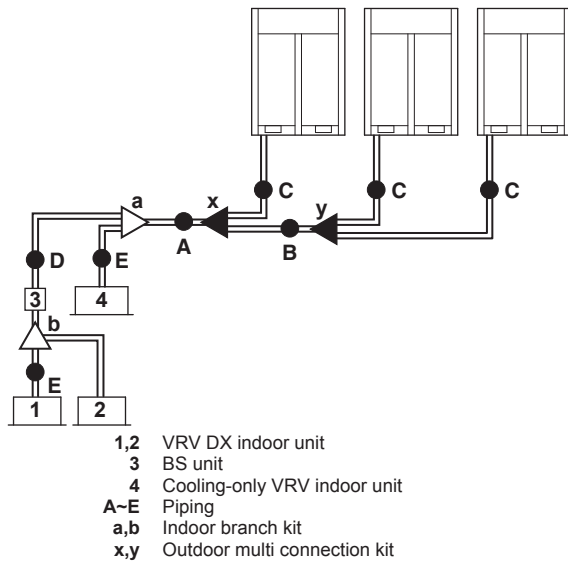 C
C
C
a
x
y
A
B
D
E
3
4
b
E
1
2
1,2 VRV DX indoor unit
3 BS unit
4 Cooling-only VRV indoor unit
A~E Piping
a,b Indoor branch kit
x,y Outdoor multi connection kit